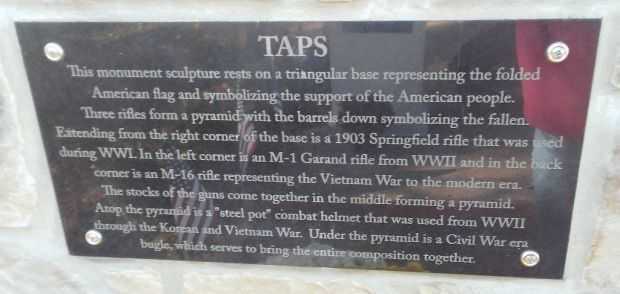 TAPS
This monument sculpture rests on a triangular base representing the folded
American flag and symbolizing the support of the American people.
Three rifles form a pyramid with the barrels down symbolizing the fallen.
Extending from the right corner of the base is a 1903 Springfield rifle that was used
during WWI. In the left corner is an M-1 Garand rifle from WWII and in the back
corner is an M-16 rifle representing the Vietnam War to the modern era.
The stocks of the guns come together in the middle forming a pyramid.
Atop the pyramid is a "steel pot" combat helmet that was used from WWII
through the Korean and Vietnam War. Under the pyramid is a Civil War era
bugle, which serves to bring the entire composition together.